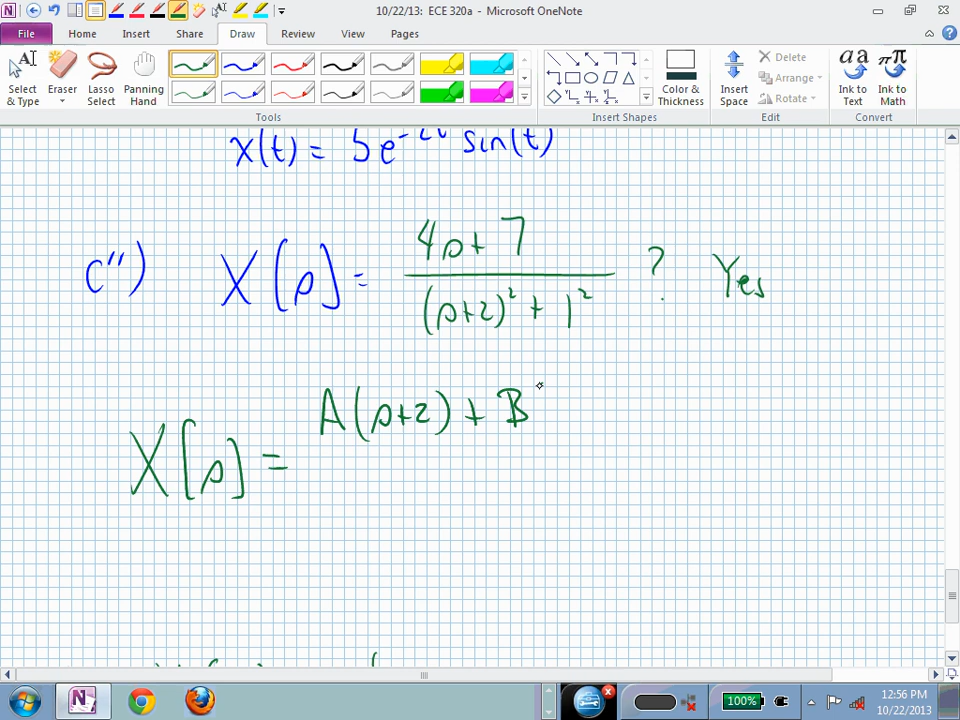 10/22/13: ECE 320a - Microsoft OneNote
File Home Insert Share Draw Review View Pages
Select & Type
Eraser
Lasso Select
Panning Hand
Color & Thickness
Insert Space
Delete
Arrange
Rotate
Ink to Text
Ink to Math
Tools Insert Shapes Edit Convert
x(t) = 5e^{-2t} sin(t)
c'') X[s] = (4s + 7) / ((s+2)² + 1²) ? Yes
X[s] = A(s+2) + B
100%
12:56 PM
10/22/2013